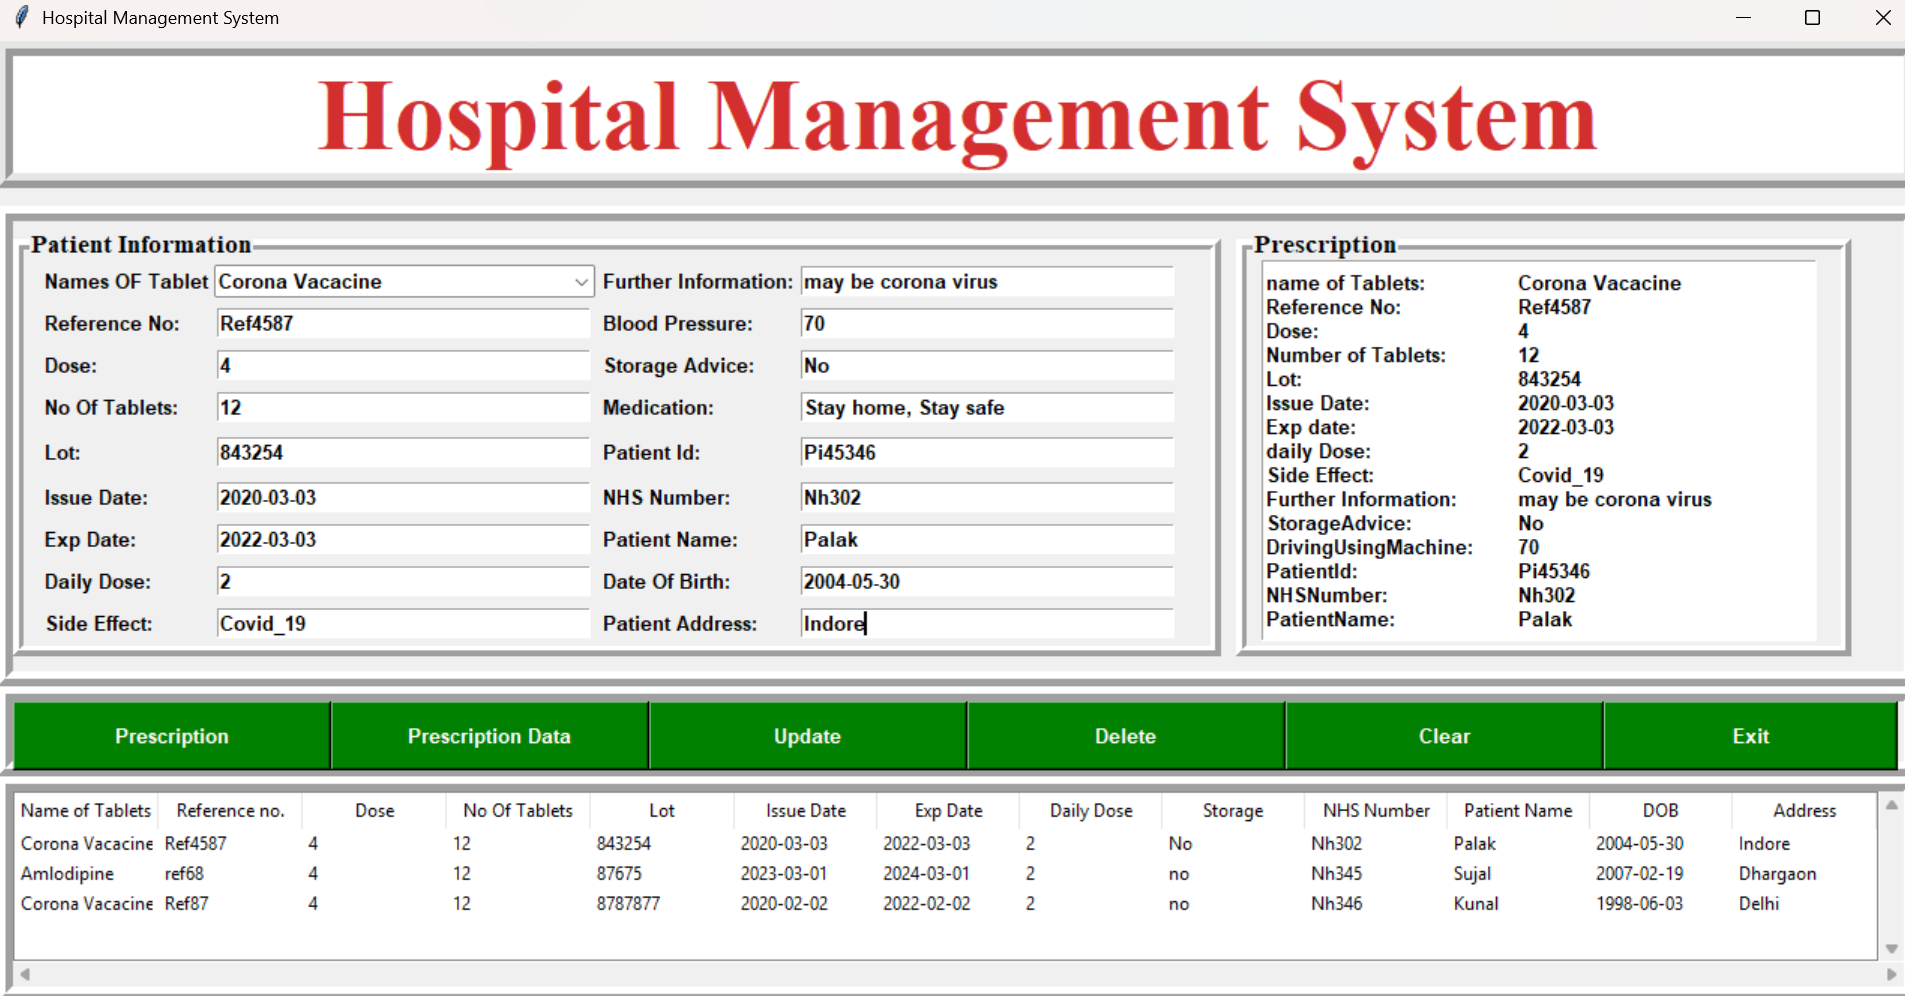 Hospital Management System
Hospital Management System
Patient Information
Names OF Tablet Corona Vacacine Further Information: may be corona virus
Reference No: Ref4587 Blood Pressure: 70
Dose: 4 Storage Advice: No
No Of Tablets: 12 Medication: Stay home, Stay safe
Lot: 843254 Patient Id: Pi45346
Issue Date: 2020-03-03 NHS Number: Nh302
Exp Date: 2022-03-03 Patient Name: Palak
Daily Dose: 2 Date Of Birth: 2004-05-30
Side Effect: Covid_19 Patient Address: Indore
Prescription
name of Tablets: Corona Vacacine
Reference No: Ref4587
Dose: 4
Number of Tablets: 12
Lot: 843254
Issue Date: 2020-03-03
Exp date: 2022-03-03
daily Dose: 2
Side Effect: Covid_19
Further Information: may be corona virus
StorageAdvice: No
DrivingUsingMachine: 70
PatientId: Pi45346
NHSNumber: Nh302
PatientName: Palak
Prescription Prescription Data Update Delete Clear Exit
Name of Tablets Reference no. Dose No Of Tablets Lot Issue Date Exp Date Daily Dose Storage NHS Number Patient Name DOB Address
Corona Vacacine Ref4587 4 12 843254 2020-03-03 2022-03-03 2 No Nh302 Palak 2004-05-30 Indore
Amlodipine ref68 4 12 87675 2023-03-01 2024-03-01 2 no Nh345 Sujal 2007-02-19 Dhargaon
Corona Vacacine Ref87 4 12 8787877 2020-02-02 2022-02-02 2 no Nh346 Kunal 1998-06-03 Delhi